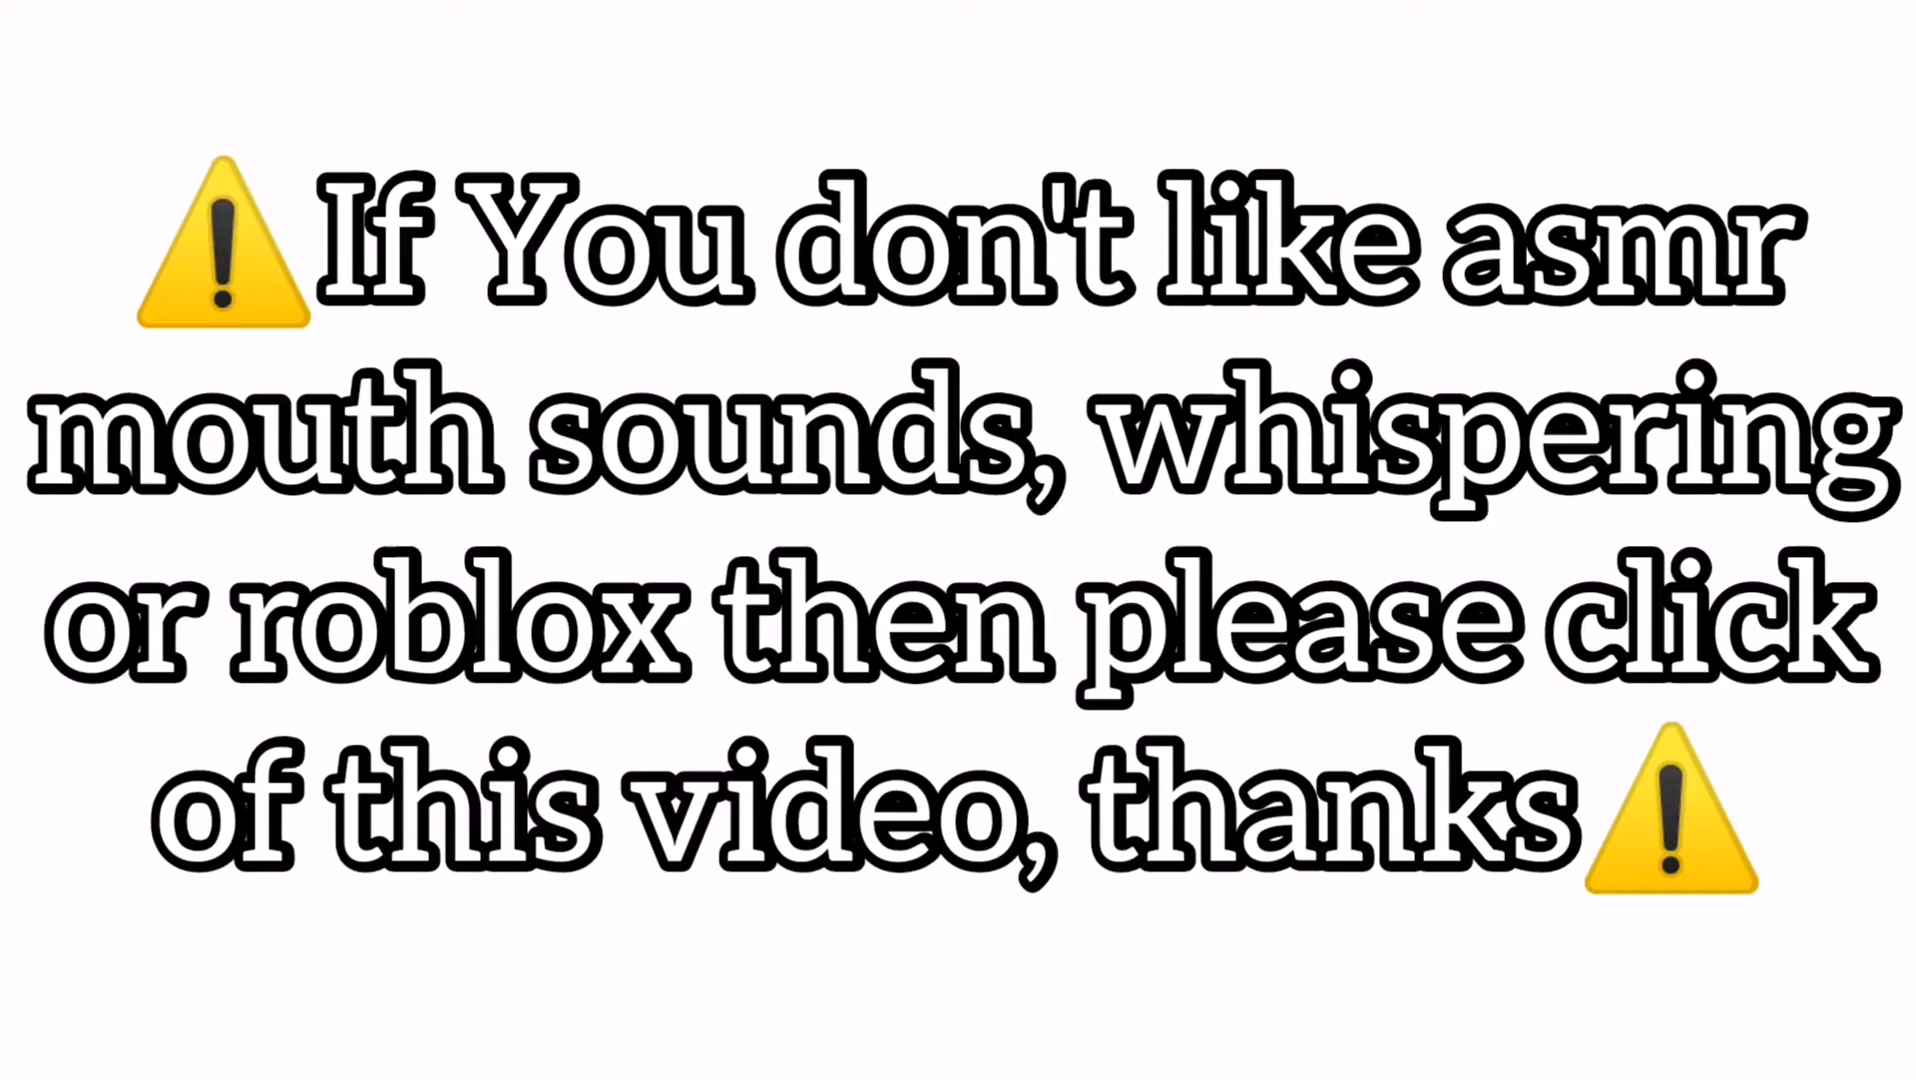 ⚠️If You don't like asmr
mouth sounds, whispering
or roblox then please click
of this video, thanks⚠️